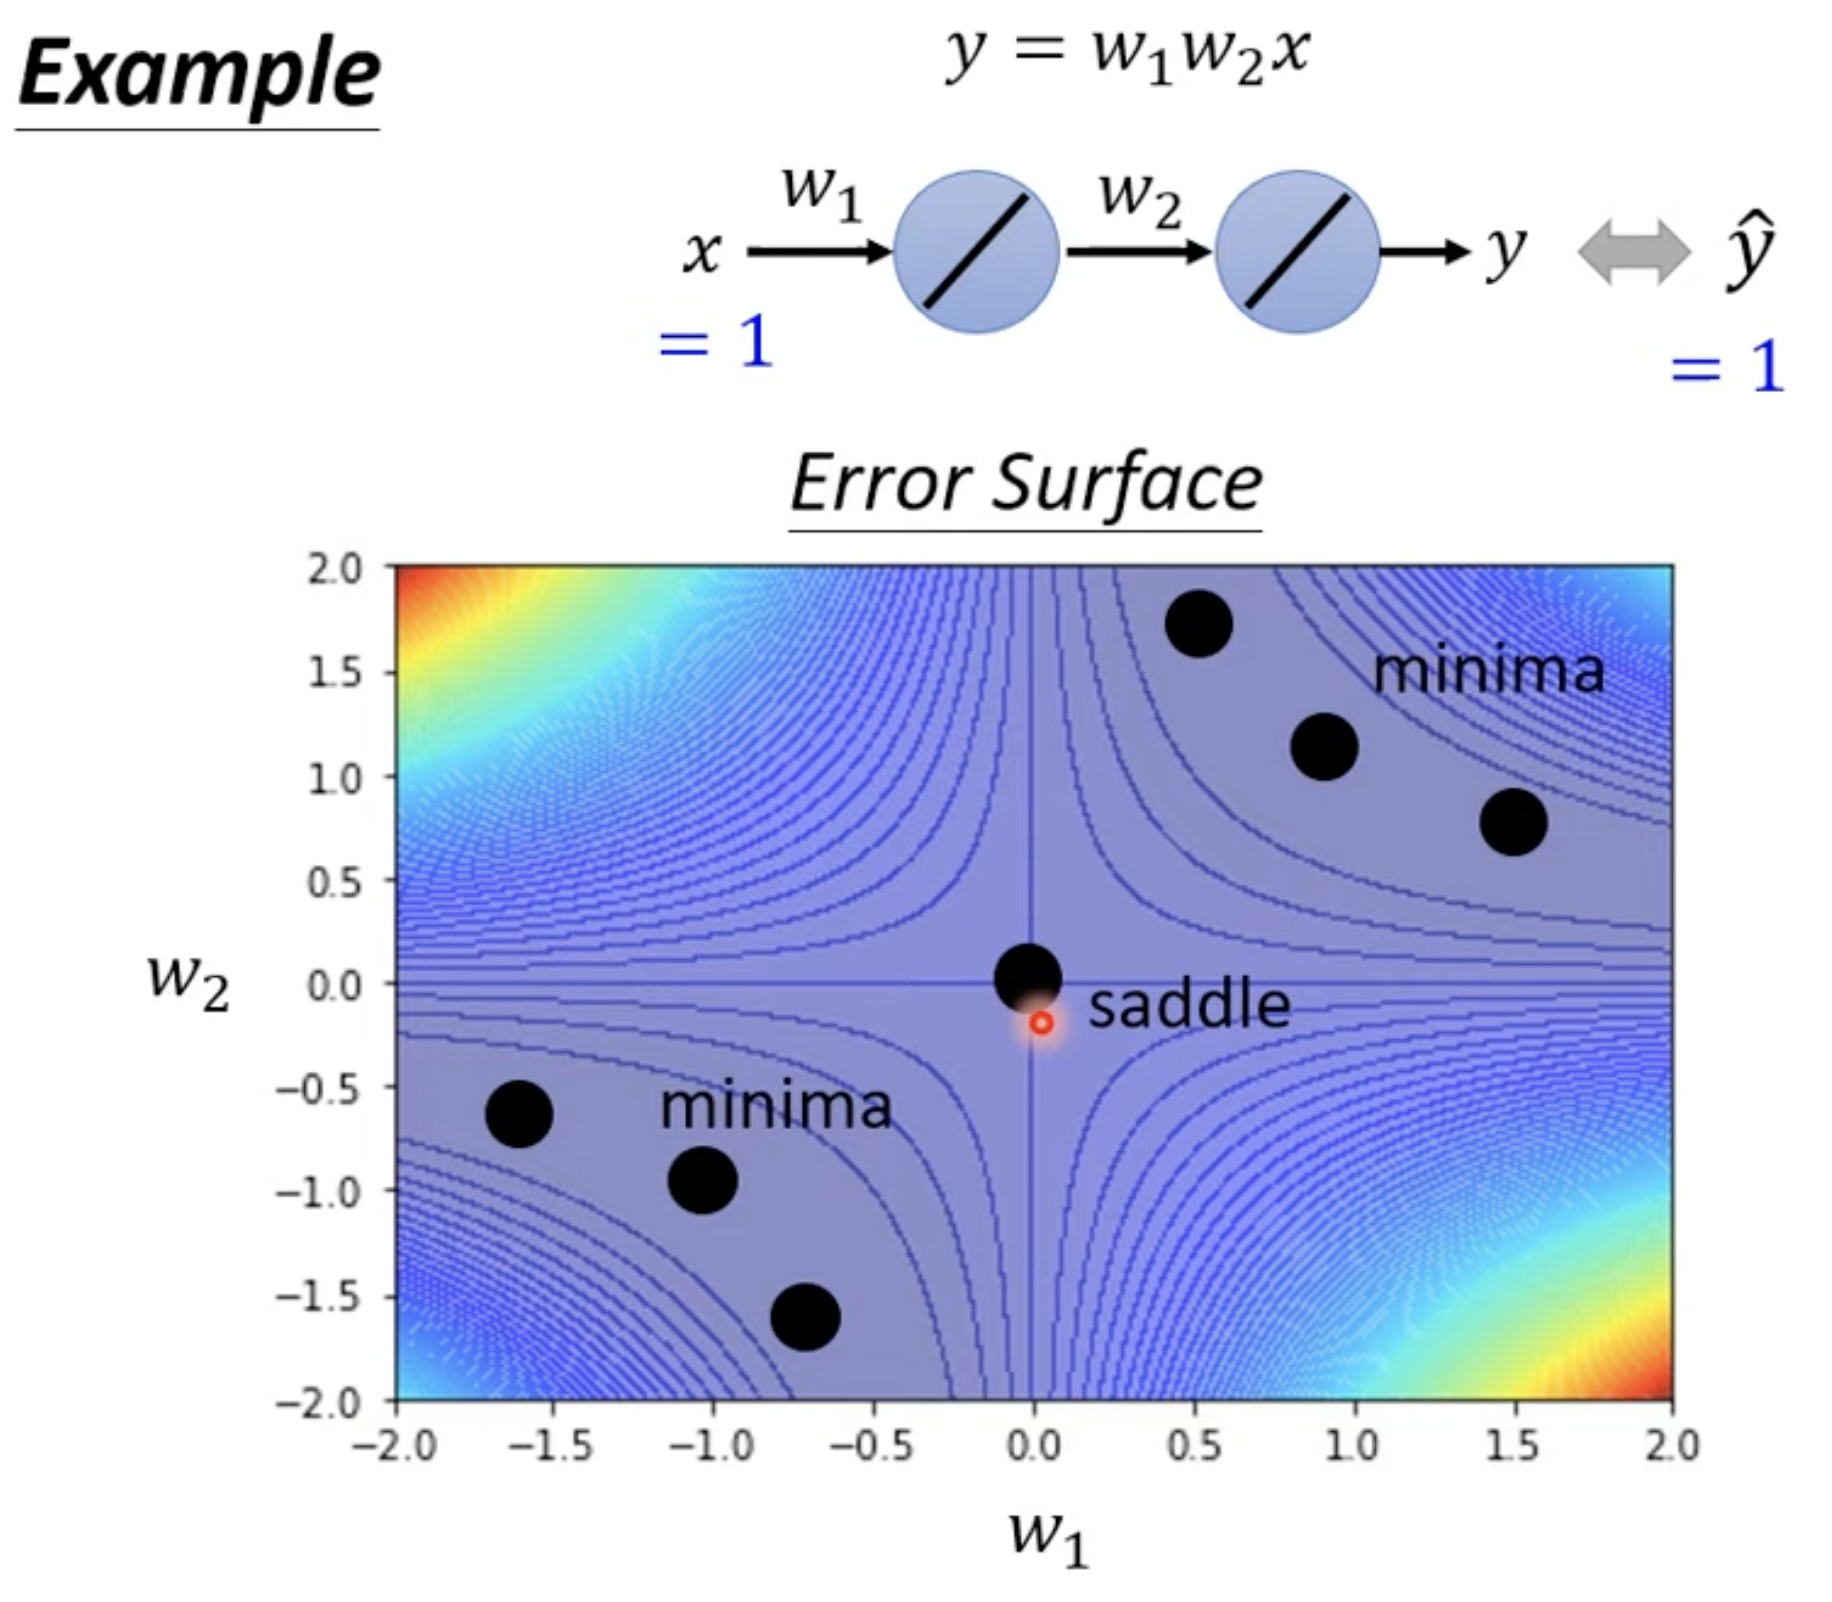 Example
y = w₁w₂x
w₁
w₂
x
y
ŷ
= 1
= 1
Error Surface
2.0
1.5
1.0
0.5
0.0
−0.5
−1.0
−1.5
−2.0
w₂
minima
saddle
minima
−2.0 −1.5 −1.0 −0.5 0.0 0.5 1.0 1.5 2.0
w₁